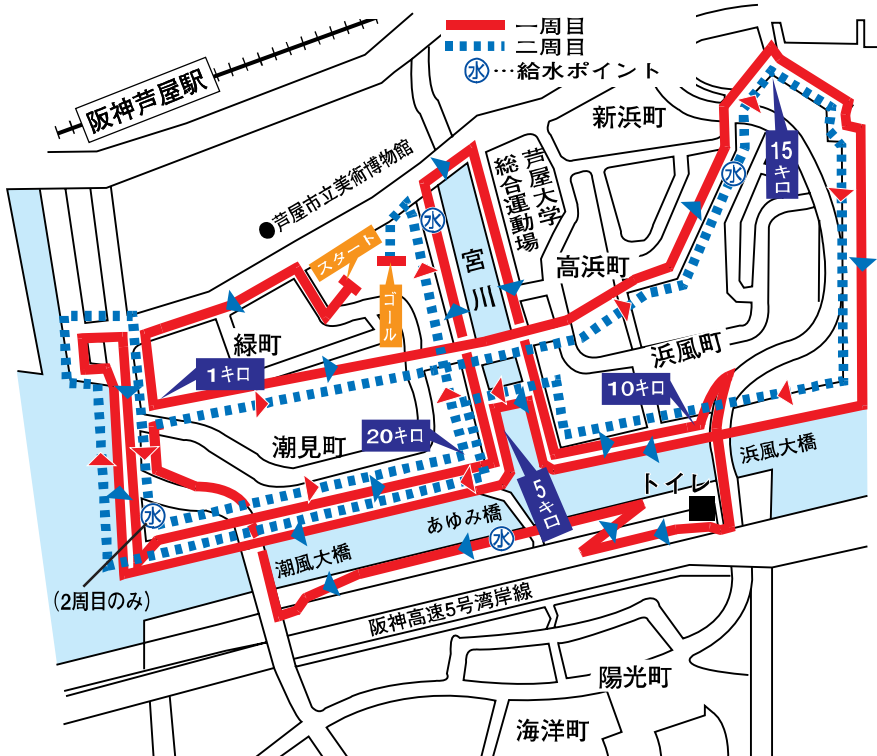 一周目
二周目
水…給水ポイント
阪神芦屋駅
新浜町
芦屋大学
総合運動場
15キロ
水
芦屋市立美術博物館
水
スタート
宮川
高浜町
ゴール
緑町
浜風町
1キロ
10キロ
20キロ
潮見町
浜風大橋
5キロ
トイレ
水
あゆみ橋
水
潮風大橋
(2周目のみ)
阪神高速5号湾岸線
陽光町
海洋町